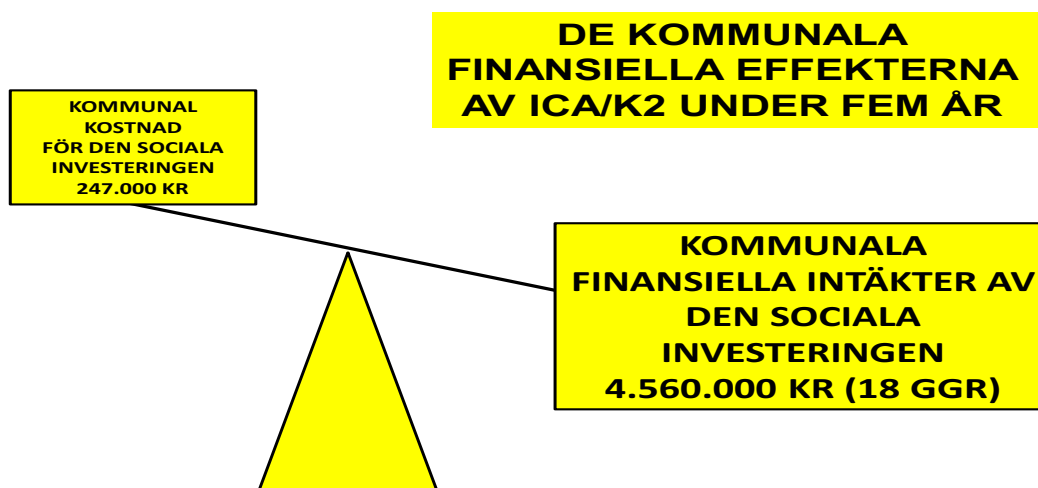 DE KOMMUNALA
FINANSIELLA EFFEKTERNA
AV ICA/K2 UNDER FEM ÅR
KOMMUNAL
KOSTNAD
FÖR DEN SOCIALA
INVESTERINGEN
247.000 KR
KOMMUNALA
FINANSIELLA INTÄKTER AV
DEN SOCIALA
INVESTERINGEN
4.560.000 KR (18 GGR)